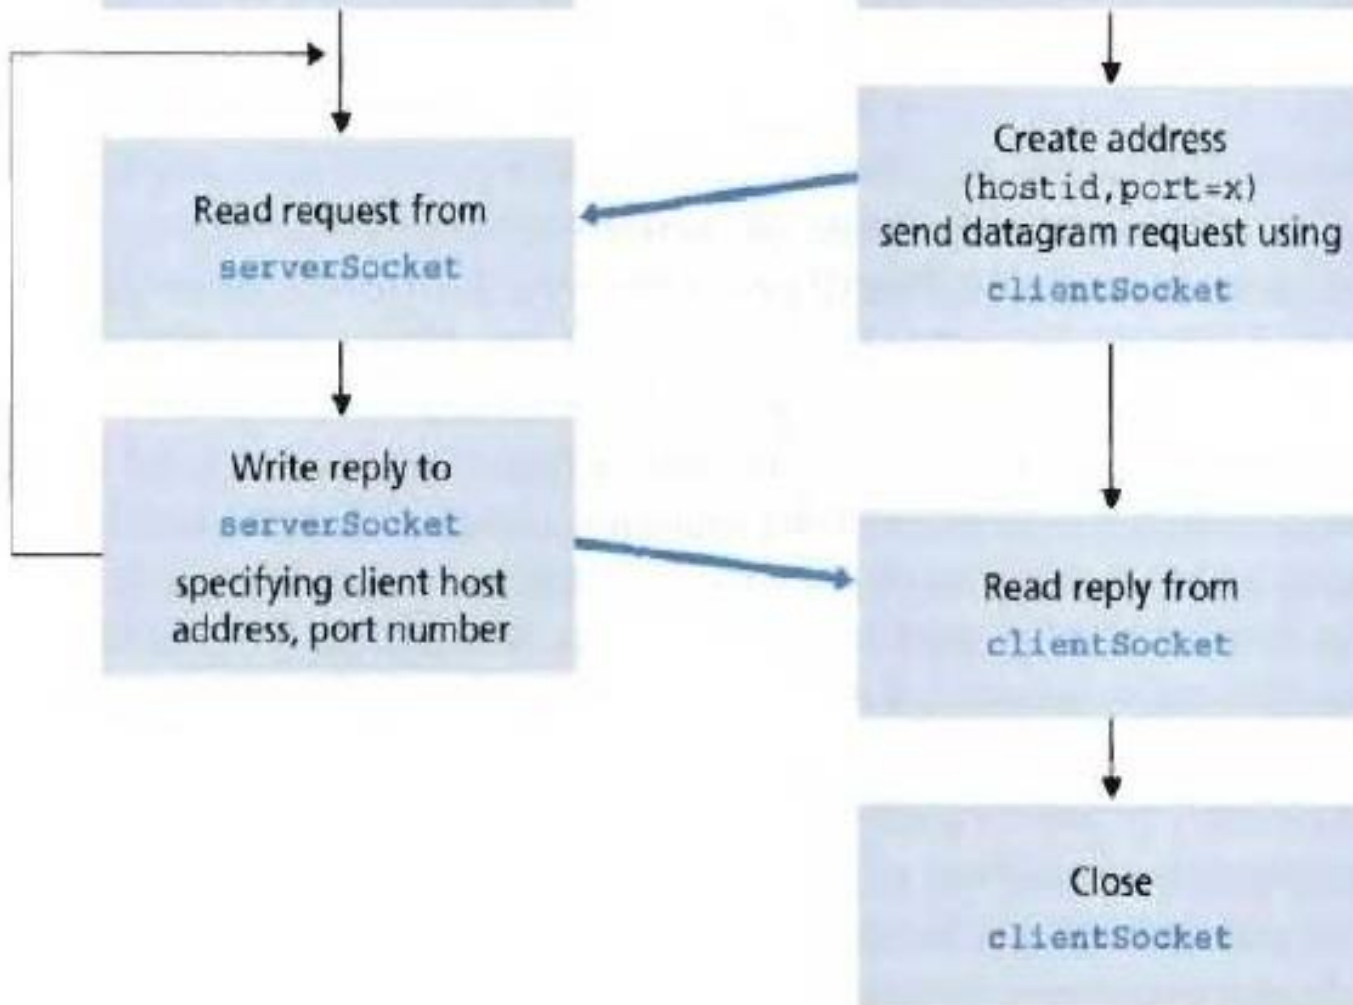 Read request from
serverSocket
Write reply to
serverSocket
specifying client host
address, port number
Create address
(hostid,port=x)
send datagram request using
clientSocket
Read reply from
clientSocket
Close
clientSocket